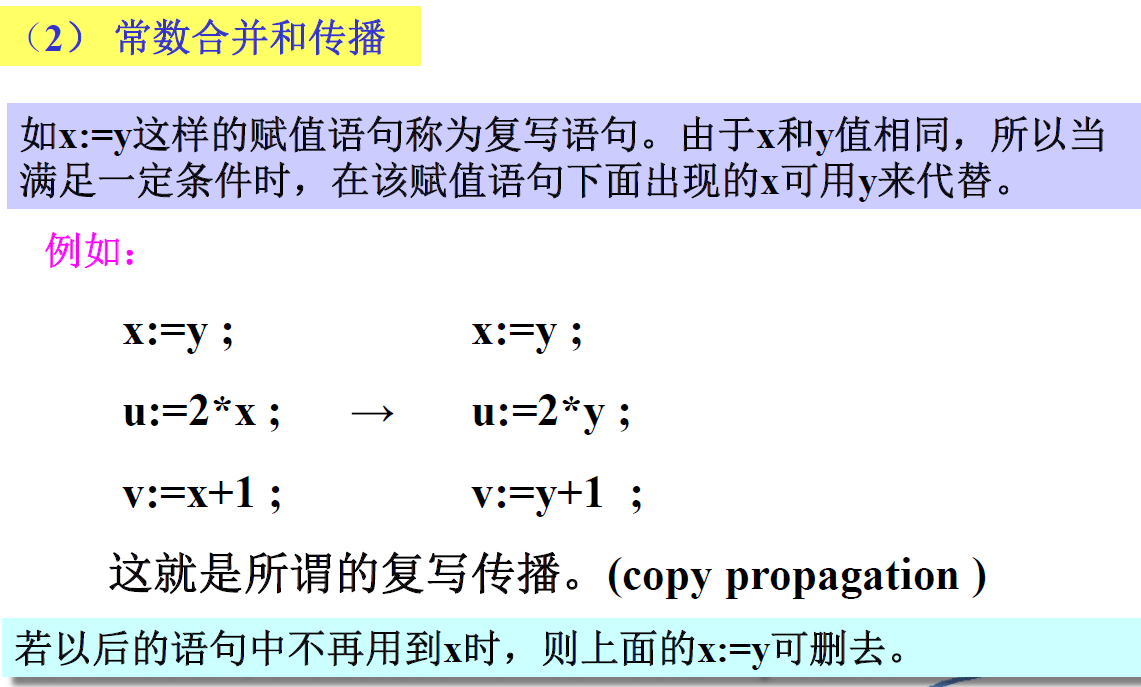 （2） 常数合并和传播
如x:=y这样的赋值语句称为复写语句。由于x和y值相同，所以当
满足一定条件时，在该赋值语句下面出现的x可用y来代替。
例如：
x:=y ; x:=y ;
u:=2*x ; → u:=2*y ;
v:=x+1 ; v:=y+1 ;
这就是所谓的复写传播。(copy propagation )
若以后的语句中不再用到x时，则上面的x:=y可删去。